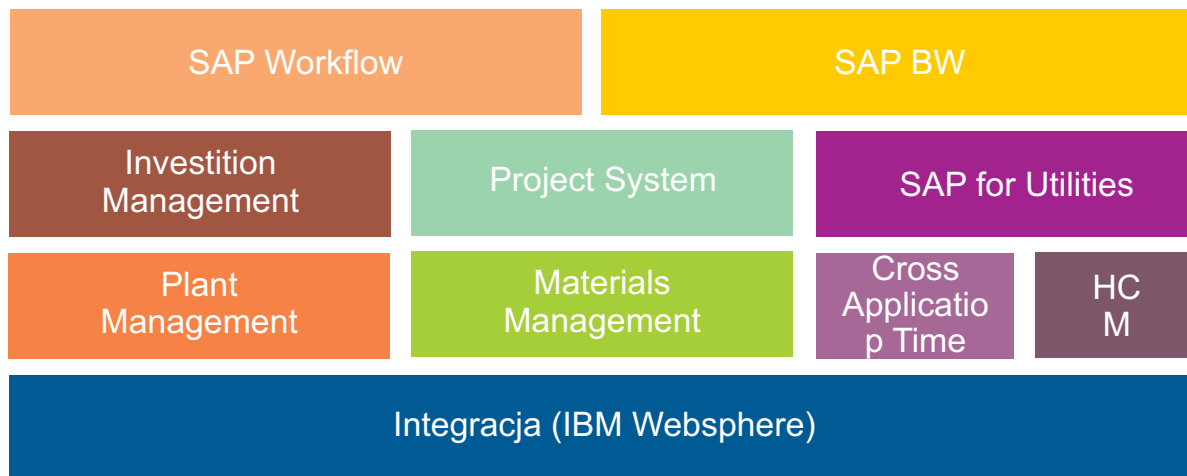 SAP Workflow
SAP BW
Investition
Management
Project System
SAP for Utilities
Plant
Management
Materials
Management
Cross
Applicatio
p Time
HC
M
Integracja (IBM Websphere)